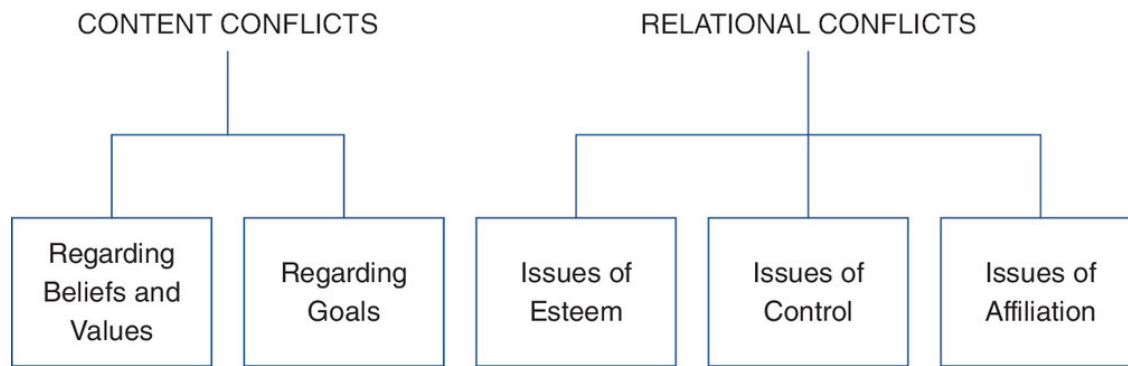 CONTENT CONFLICTS
RELATIONAL CONFLICTS
Regarding
Beliefs and
Values
Regarding
Goals
Issues of
Esteem
Issues of
Control
Issues of
Affiliation